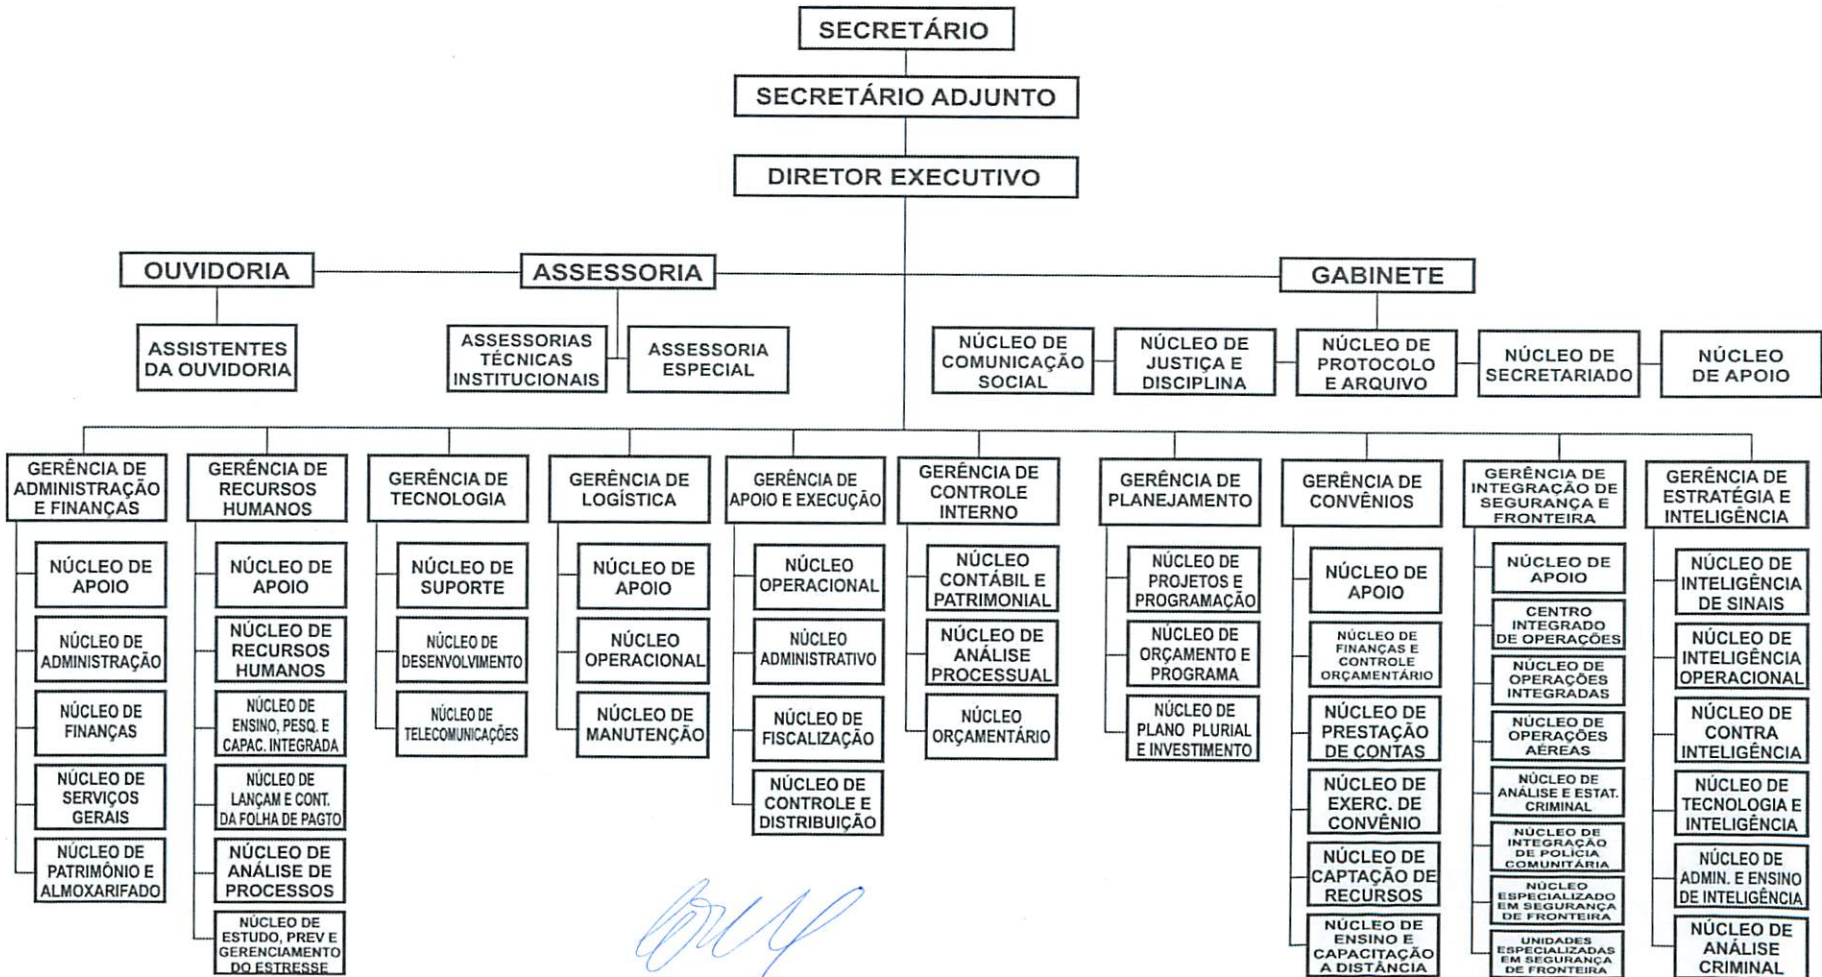 SECRETÁRIO
SECRETÁRIO ADJUNTO
DIRETOR EXECUTIVO
OUVIDORIA
ASSESSORIA
GABINETE
ASSISTENTES
DA OUVIDORIA
ASSESSORIAS
TÉCNICAS
INSTITUCIONAIS
ASSESSORIA
ESPECIAL
NÚCLEO DE
COMUNICAÇÃO
SOCIAL
NÚCLEO DE
JUSTIÇA E
DISCIPLINA
NÚCLEO DE
PROTOCOLO
E ARQUIVO
NÚCLEO DE
SECRETARIADO
NÚCLEO
DE APOIO
GERÊNCIA DE
ADMINISTRAÇÃO
E FINANÇAS
NÚCLEO DE
APOIO
NÚCLEO DE
ADMINISTRAÇÃO
NÚCLEO DE
FINANÇAS
NÚCLEO DE
SERVIÇOS
GERAIS
NÚCLEO DE
PATRIMÔNIO E
ALMOXARIFADO
GERÊNCIA DE
RECURSOS
HUMANOS
NÚCLEO DE
APOIO
NÚCLEO DE
RECURSOS
HUMANOS
NÚCLEO DE
ENSINO, PESQ. E
CAPAC. INTEGRADA
NÚCLEO DE
LANÇAM E CONT.
DA FOLHA DE PAGTO
NÚCLEO DE
ANÁLISE DE
PROCESSOS
NÚCLEO DE
ESTUDO, PREV E
GERENCIAMENTO
DO ESTRESSE
GERÊNCIA DE
TECNOLOGIA
NÚCLEO DE
SUPORTE
NÚCLEO DE
DESENVOLVIMENTO
NÚCLEO DE
TELECOMUNICAÇÕES
GERÊNCIA DE
LOGÍSTICA
NÚCLEO DE
APOIO
NÚCLEO
OPERACIONAL
NÚCLEO DE
MANUTENÇÃO
GERÊNCIA DE
APOIO E EXECUÇÃO
NÚCLEO
OPERACIONAL
NÚCLEO
ADMINISTRATIVO
NÚCLEO DE
FISCALIZAÇÃO
NÚCLEO DE
CONTROLE E
DISTRIBUIÇÃO
GERÊNCIA DE
CONTROLE
INTERNO
NÚCLEO
CONTÁBIL E
PATRIMONIAL
NÚCLEO DE
ANÁLISE
PROCESSUAL
NÚCLEO
ORÇAMENTÁRIO
GERÊNCIA DE
PLANEJAMENTO
NÚCLEO DE
PROJETOS E
PROGRAMAÇÃO
NÚCLEO DE
ORÇAMENTO E
PROGRAMA
NÚCLEO DE
PLANO PLURIAL
E INVESTIMENTO
GERÊNCIA DE
CONVÊNIOS
NÚCLEO DE
APOIO
NÚCLEO DE
FINANÇAS E
CONTROLE
ORÇAMENTÁRIO
NÚCLEO DE
PRESTAÇÃO
DE CONTAS
NÚCLEO DE
EXERC. DE
CONVÊNIO
NÚCLEO DE
CAPTAÇÃO DE
RECURSOS
NÚCLEO DE
ENSINO E
CAPACITAÇÃO
A DISTÂNCIA
GERÊNCIA DE
INTEGRAÇÃO DE
SEGURANÇA E
FRONTEIRA
NÚCLEO DE
APOIO
CENTRO
INTEGRADO
DE OPERAÇÕES
NÚCLEO DE
OPERAÇÕES
INTEGRADAS
NÚCLEO DE
OPERAÇÕES
AÉREAS
NÚCLEO DE
ANÁLISE E ESTAT.
CRIMINAL
NÚCLEO DE
INTEGRAÇÃO
DE POLÍCIA
COMUNITÁRIA
NÚCLEO
ESPECIALIZADO
EM SEGURANÇA
DE FRONTEIRA
UNIDADES
ESPECIALIZADAS
EM SEGURANÇA
DE FRONTEIRA
GERÊNCIA DE
ESTRATÉGIA E
INTELIGÊNCIA
NÚCLEO DE
INTELIGÊNCIA
DE SINAIS
NÚCLEO DE
INTELIGÊNCIA
OPERACIONAL
NÚCLEO DE
CONTRA
INTELIGÊNCIA
NÚCLEO DE
TECNOLOGIA E
INTELIGÊNCIA
NÚCLEO DE
ADMIN. E ENSINO
DE INTELIGÊNCIA
NÚCLEO DE
ANÁLISE
CRIMINAL